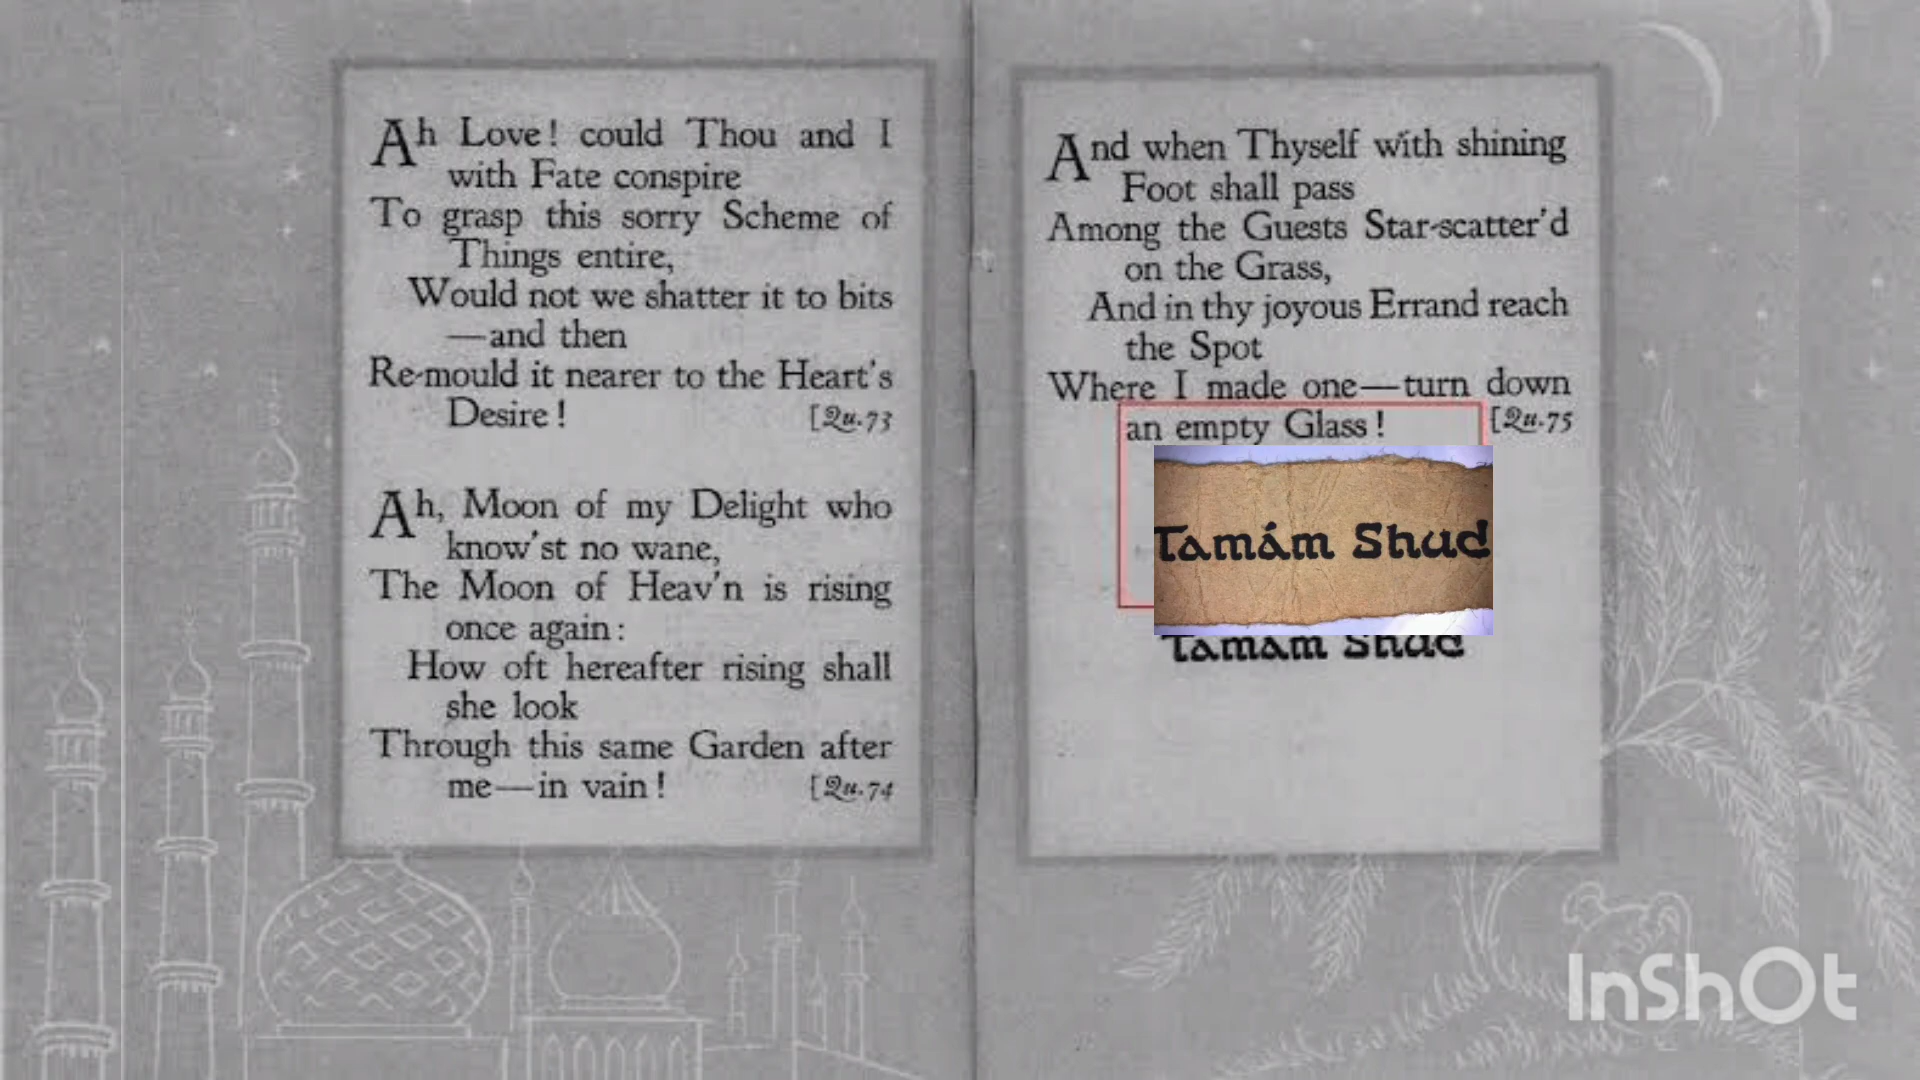 Ah Love! could Thou and I
with Fate conspire
To grasp this sorry Scheme of
Things entire,
Would not we shatter it to bits
—and then
Re-mould it nearer to the Heart's
Desire! [Qu. 73
Ah, Moon of my Delight who
know'st no wane,
The Moon of Heav'n is rising
once again:
How oft hereafter rising shall
she look
Through this same Garden after
me—in vain! [Qu. 74
And when Thyself with shining
Foot shall pass
Among the Guests Star-scatter'd
on the Grass,
And in thy joyous Errand reach
the Spot
Where I made one—turn down
an empty Glass! [Qu. 75
Tamám Shud
Tamám Shud
InShOt